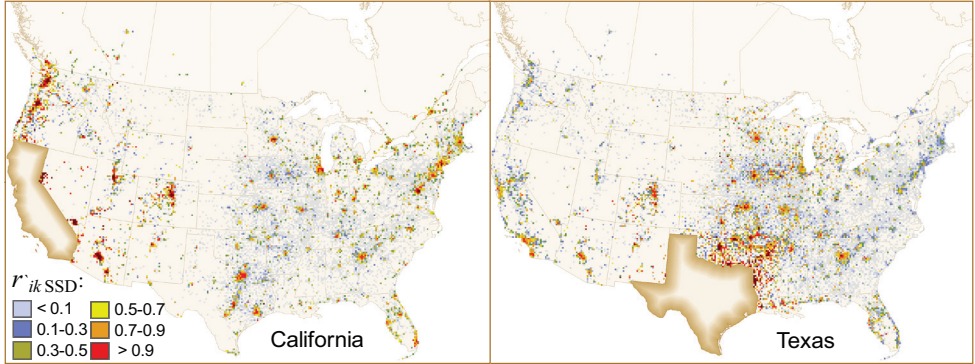 r`ik SSD:
< 0.1 0.5-0.7
0.1-0.3 0.7-0.9
0.3-0.5 > 0.9
California
Texas